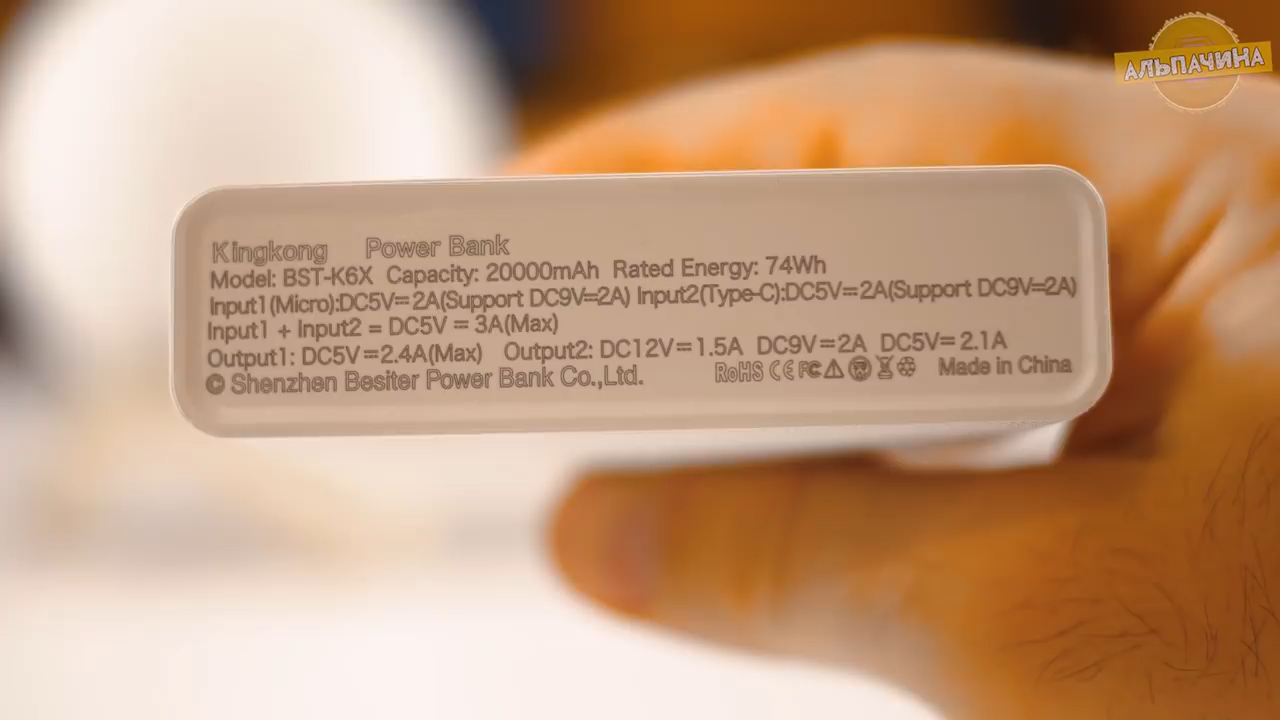 АЛЬПАЧИНА
Kingkong Power Bank
Model: BST-K6X Capacity: 20000mAh Rated Energy: 74Wh
Input1(Micro):DC5V=2A(Support DC9V=2A) Input2(Type-C):DC5V=2A(Support DC9V=2A)
Input1 + Input2 = DC5V = 3A(Max)
Output1: DC5V=2.4A(Max) Output2: DC12V=1.5A DC9V=2A DC5V=2.1A
© Shenzhen Besiter Power Bank Co.,Ltd. RoHS CE FC Made in China